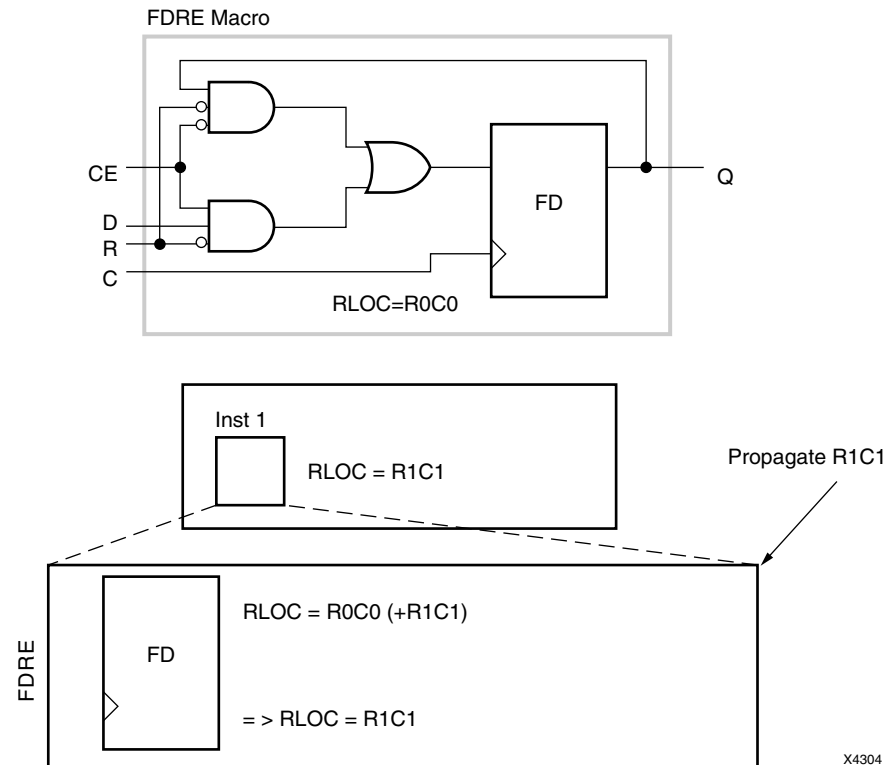 FDRE Macro
CE
D
R
C
Q
FD
RLOC=R0C0
Inst 1
RLOC = R1C1
Propagate R1C1
FDRE
FD
RLOC = R0C0 (+R1C1)
= > RLOC = R1C1
X4304